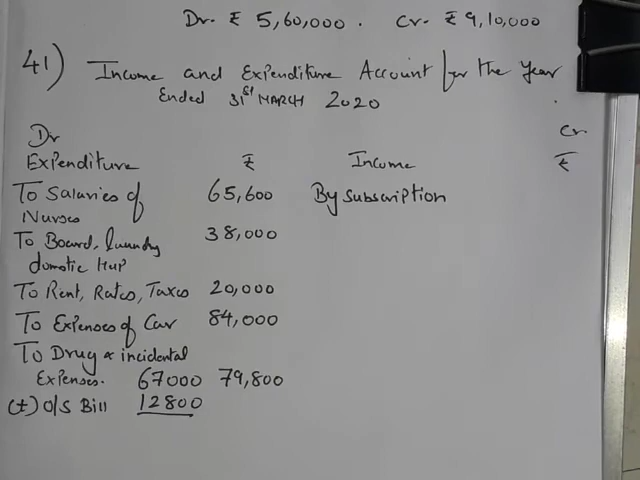 Dr. ₹ 5,60,000. Cr. ₹ 9,10,000
41) Income and Expenditure Account for the Year
Ended 31st MARCH 2020
Dr Cr
Expenditure ₹ Income ₹
To Salaries of 65,600 By Subscription
Nurses
To Board, laundry 38,000
domotic Hup
To Rent, Rates, Taxes 20,000
To Expenses of Car 84,000
To Drug & incidental
Expenses. 67000 79,800
(+) O/S Bill 12800